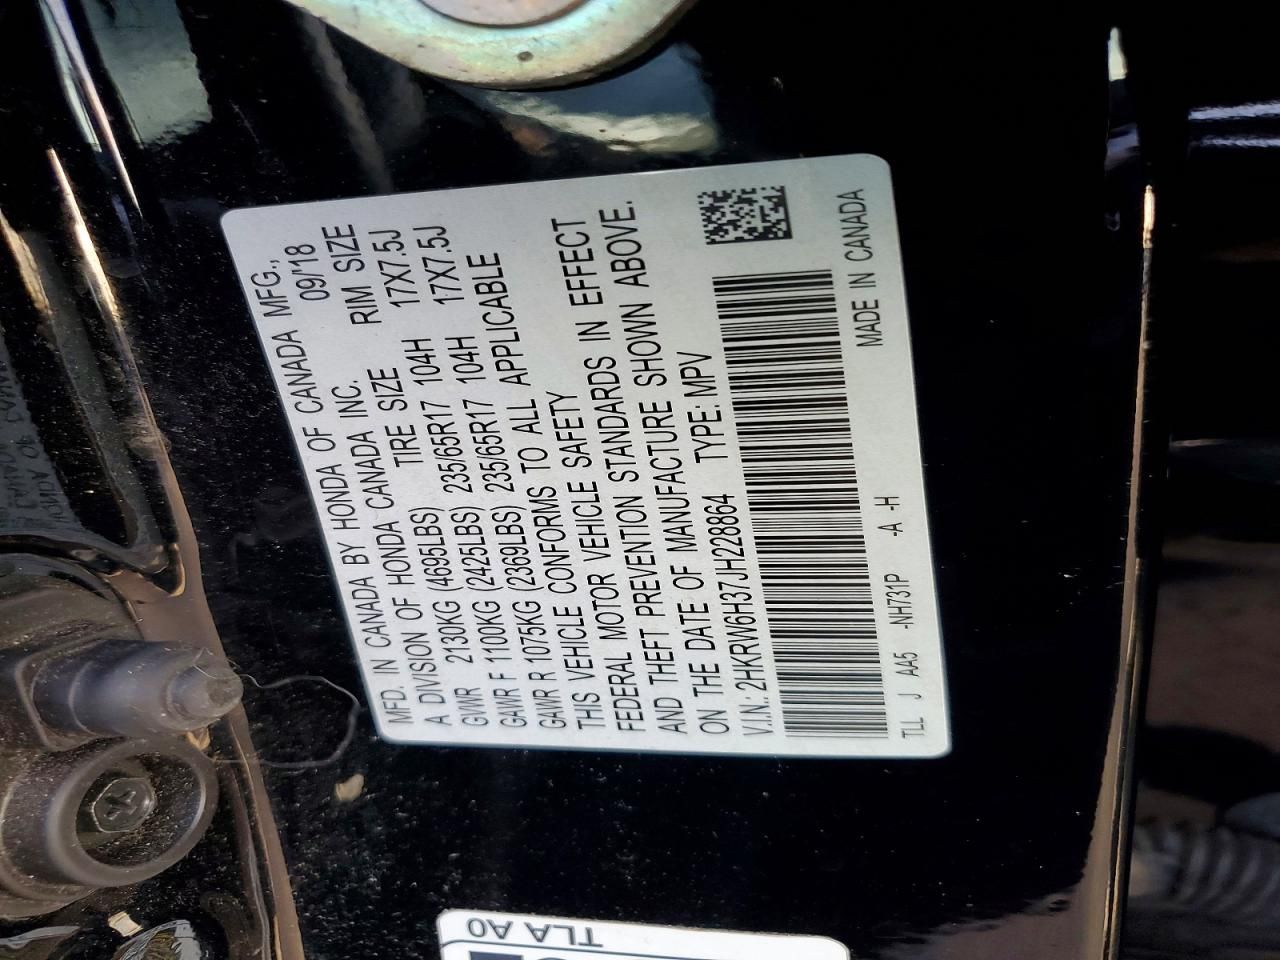 MFD. IN CANADA BY HONDA OF CANADA MFG.,
A DIVISION OF HONDA CANADA INC. 09/'18
GVWR 2130KG (4695LBS) TIRE SIZE RIM SIZE
GAWR F 1100KG (2425LBS) 235/65R17 104H 17X7.5J
GAWR R 1075KG (2369LBS) 235/65R17 104H 17X7.5J
THIS VEHICLE CONFORMS TO ALL APPLICABLE
FEDERAL MOTOR VEHICLE SAFETY
AND THEFT PREVENTION STANDARDS IN EFFECT
ON THE DATE OF MANUFACTURE SHOWN ABOVE.
V.I.N.: 2HKRW6H37JH228864 TYPE: MPV
TLL J AA5 -NH731P -A -H MADE IN CANADA
TLA A0